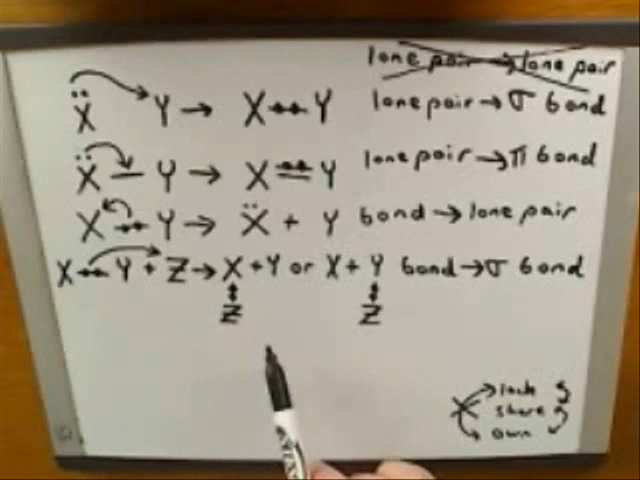 lone pair → lone pair
Ẍ Y → X Y lone pair → σ bond
Ẍ — Y → X = Y lone pair → π bond
X Y → Ẍ + Y bond → lone pair
X Y + Z → X + Y or X + Y bond → σ bond
Z Z
X lack
share
own